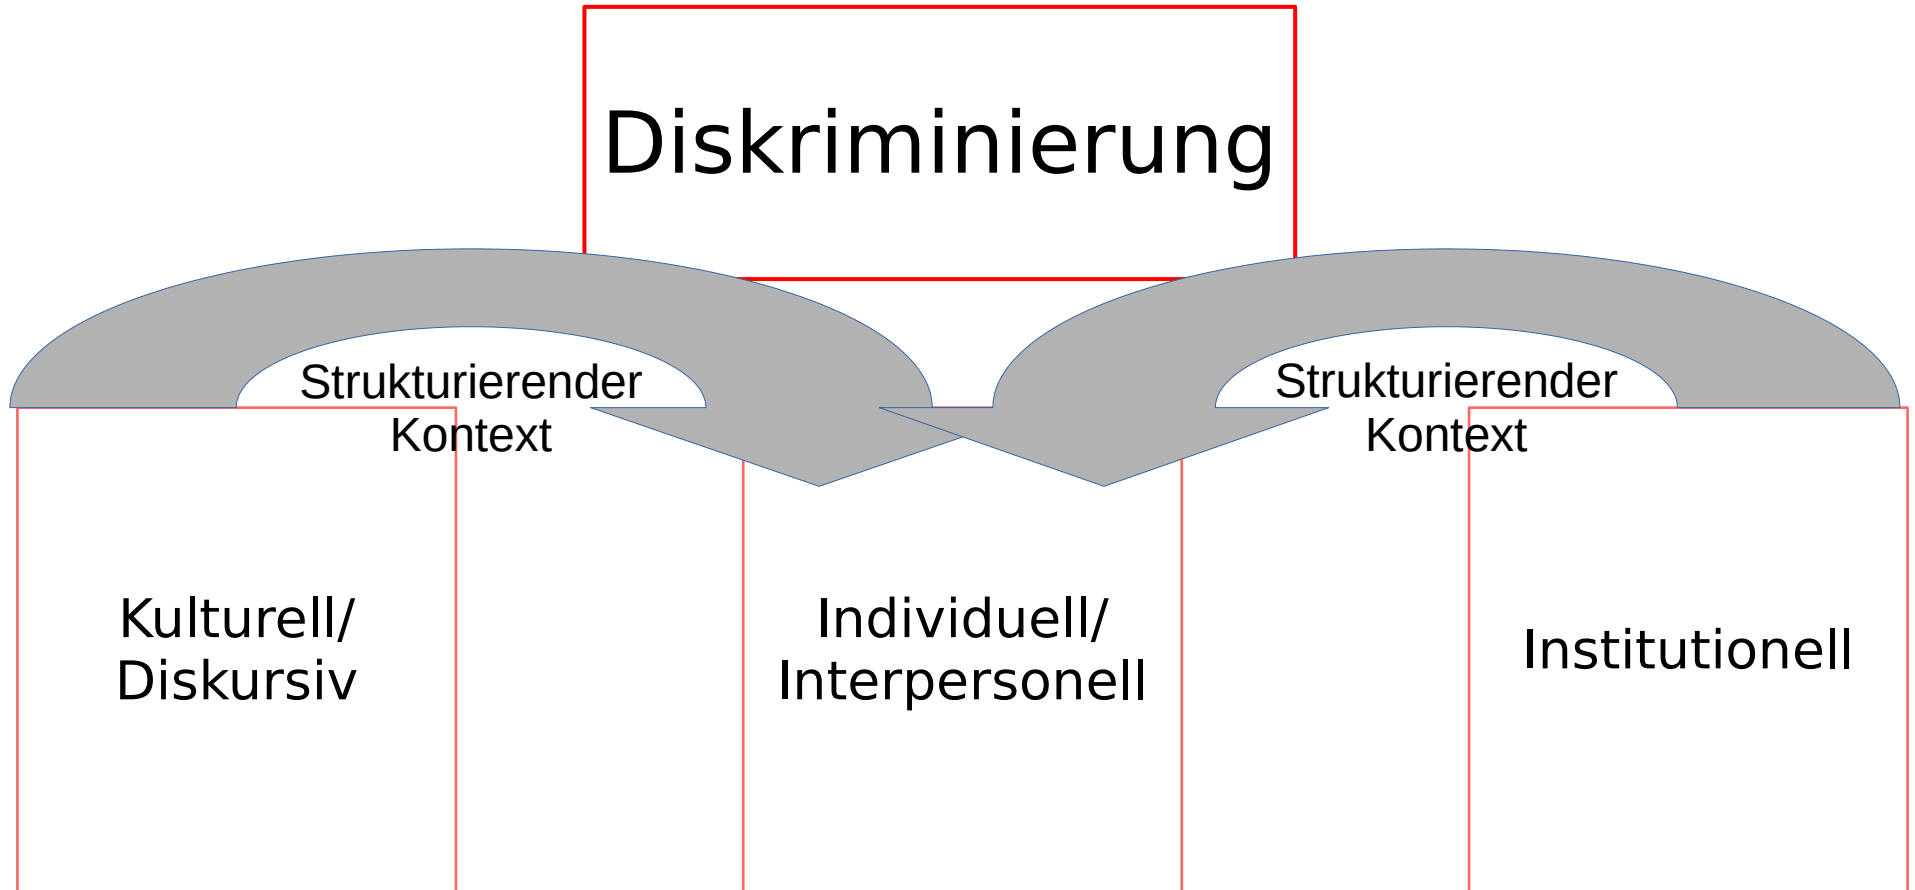 Diskriminierung
Strukturierender
Kontext
Strukturierender
Kontext
Kulturell/
Diskursiv
Individuell/
Interpersonell
Institutionell